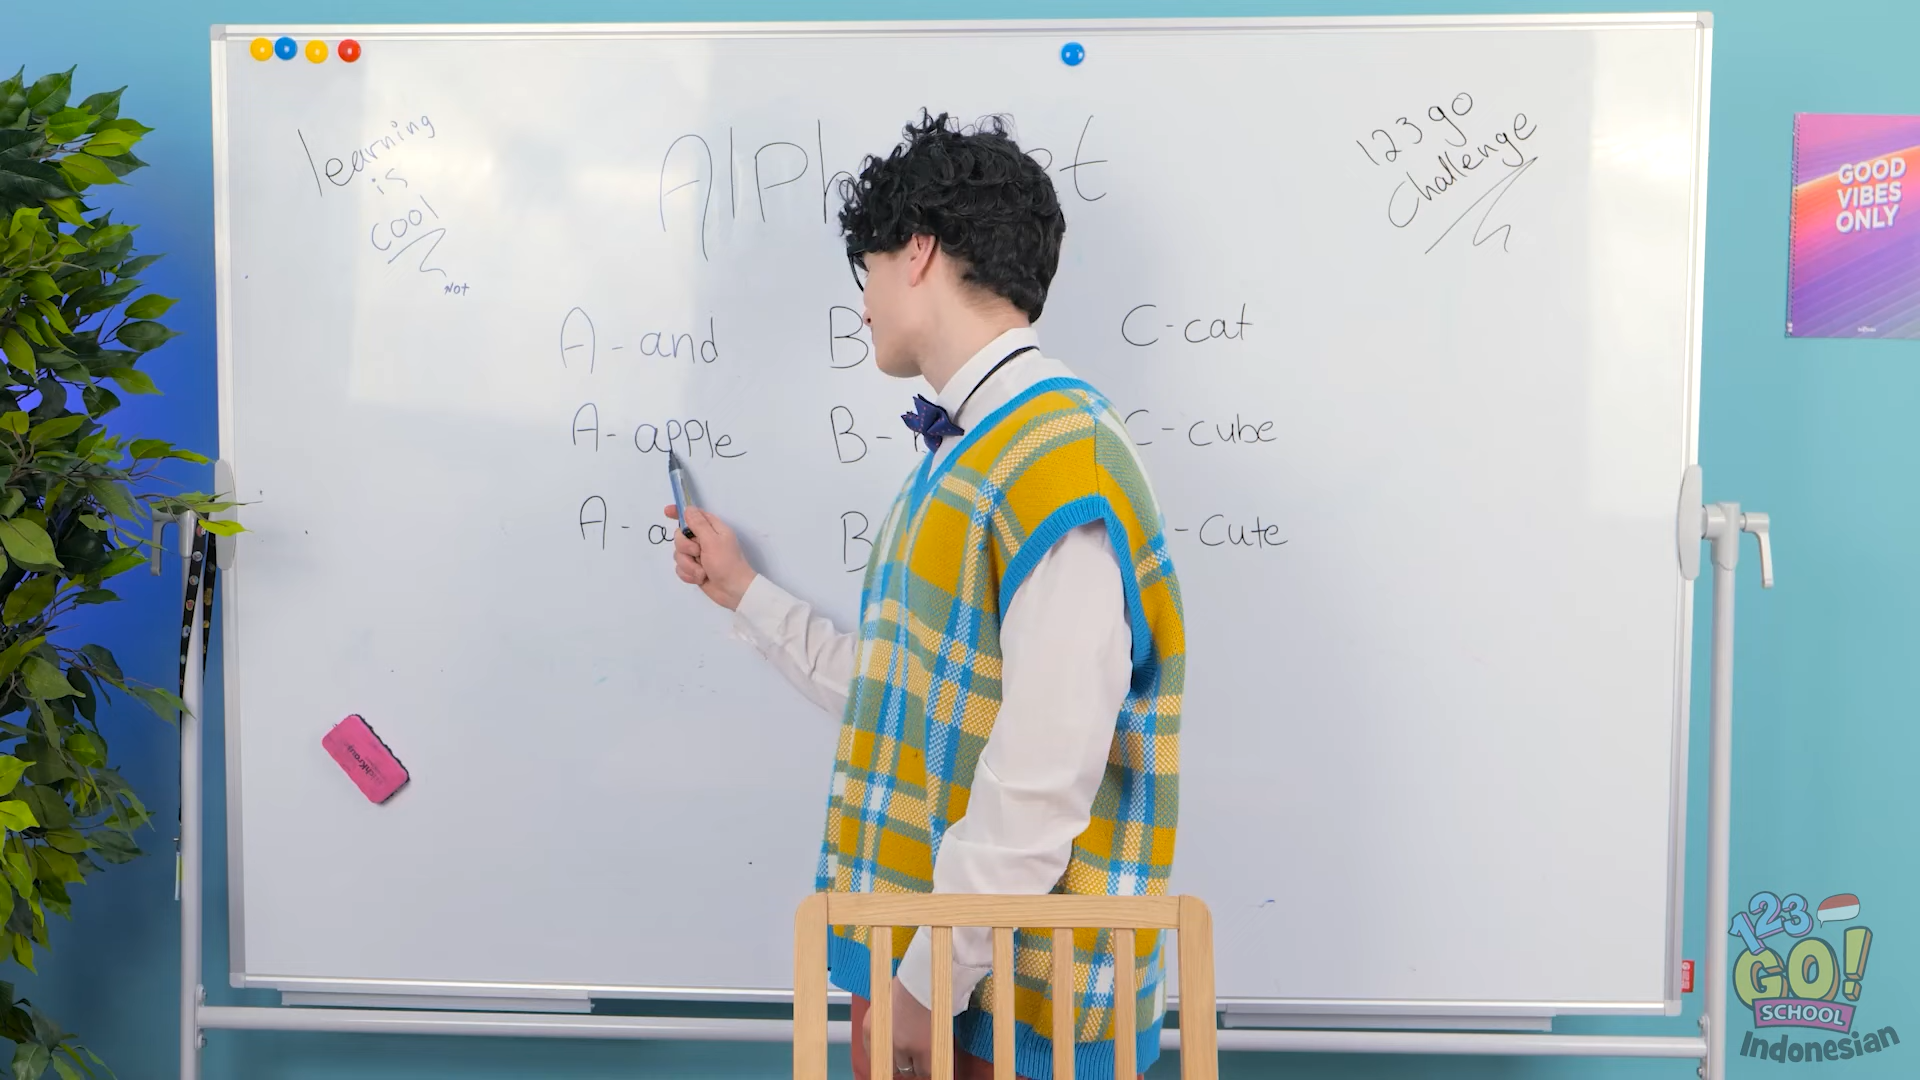 learning
is
cool
Not
123 go
challenge
A - and
B
C - cat
A - apple
B -
C - cube
A - a
B
- cute
GOOD
VIBES
ONLY
123
GO!
SCHOOL
Indonesian